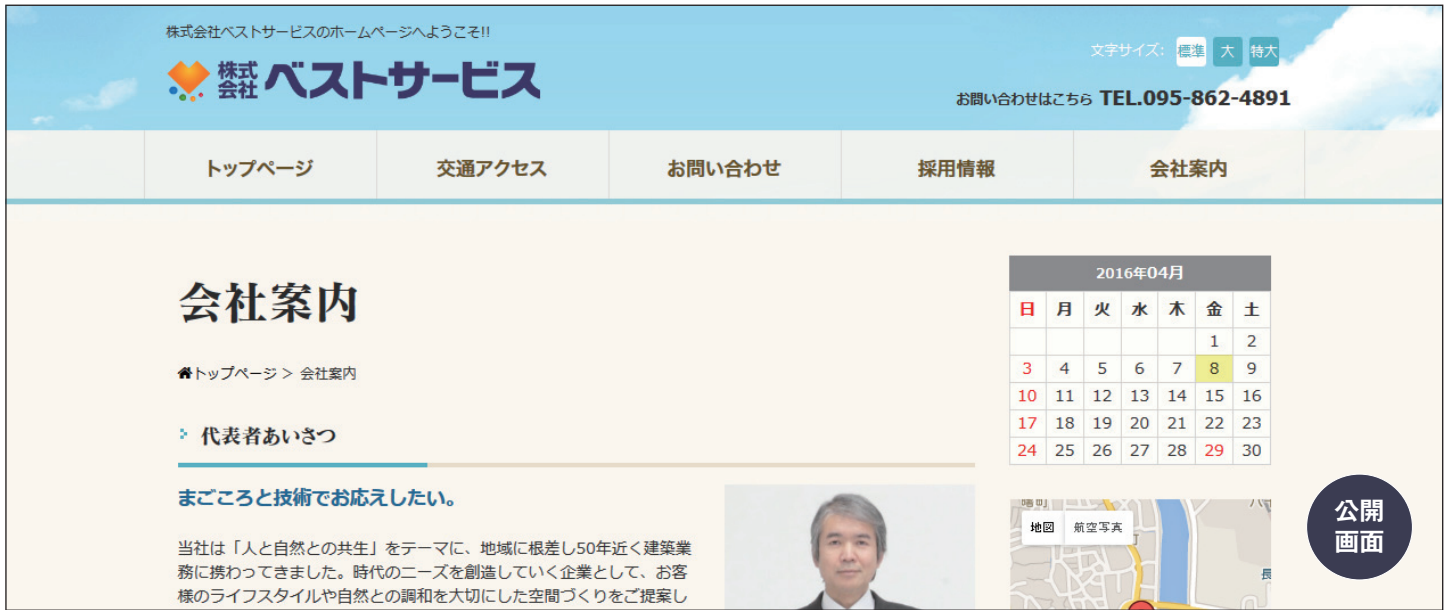 株式会社ベストサービスのホームページへようこそ!!
株式会社 ベストサービス
文字サイズ: 標準 大 特大
お問い合わせはこちら TEL.095-862-4891
トップページ 交通アクセス お問い合わせ 採用情報 会社案内
会社案内
トップページ > 会社案内
代表者あいさつ
まごころと技術でお応えしたい。
当社は「人と自然との共生」をテーマに、地域に根差し50年近く建築業
務に携わってきました。時代のニーズを創造していく企業として、お客
様のライフスタイルや自然との調和を大切にした空間づくりをご提案し
2016年04月
日 月 火 水 木 金 土
1 2
3 4 5 6 7 8 9
10 11 12 13 14 15 16
17 18 19 20 21 22 23
24 25 26 27 28 29 30
地図 航空写真
公開
画面